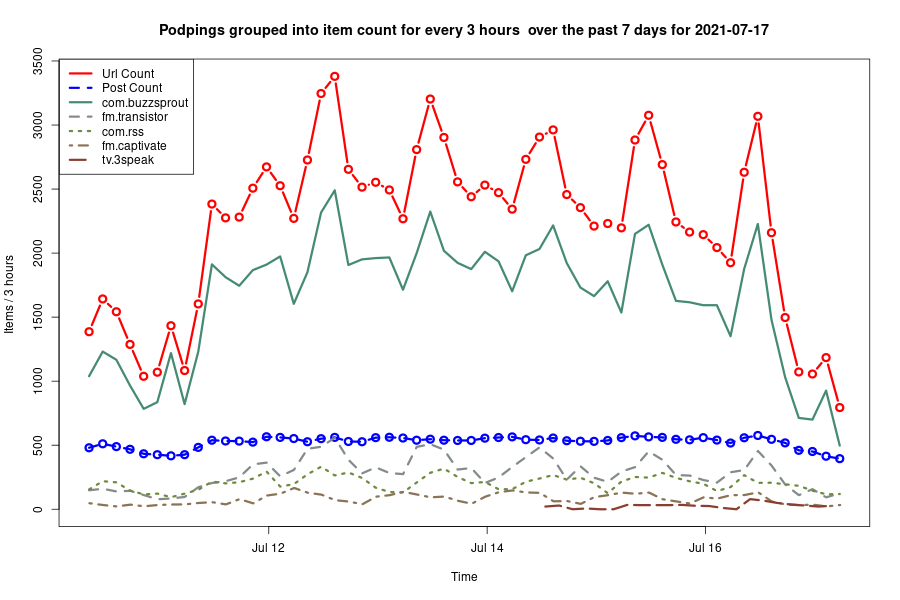 Podpings grouped into item count for every 3 hours  over the past 7 days for 2021-07-17
Items / 3 hours
3500
3000
2500
2000
1500
1000
500
0
Url Count
Post Count
com.buzzsprout
fm.transistor
com.rss
fm.captivate
tv.3speak
Jul 12
Jul 14
Jul 16
Time